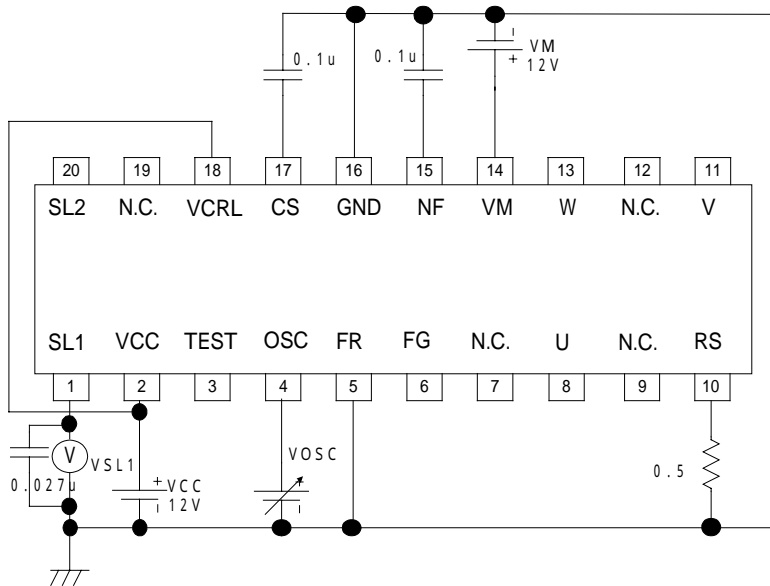 VM
0.1u 0.1u 12V
20 19 18 17 16 15 14 13 12 11
SL2 N.C. VCRL CS GND NF VM W N.C. V
SL1 VCC TEST OSC FR FG N.C. U N.C. RS
1 2 3 4 5 6 7 8 9 10
V VSL1 VOSC 0.5
0.027u VCC
12V